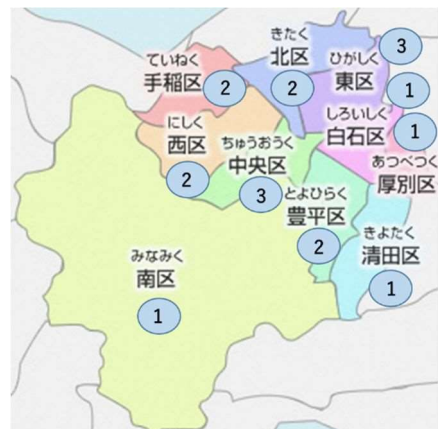 きたく
北区
2
ひがしく
東区
3
ていねく
手稲区
2
しろいしく
白石区
1
にしく
西区
2
ちゅうおうく
中央区
3
あつべつく
厚別区
1
とよひらく
豊平区
2
きよたく
清田区
1
みなみく
南区
1